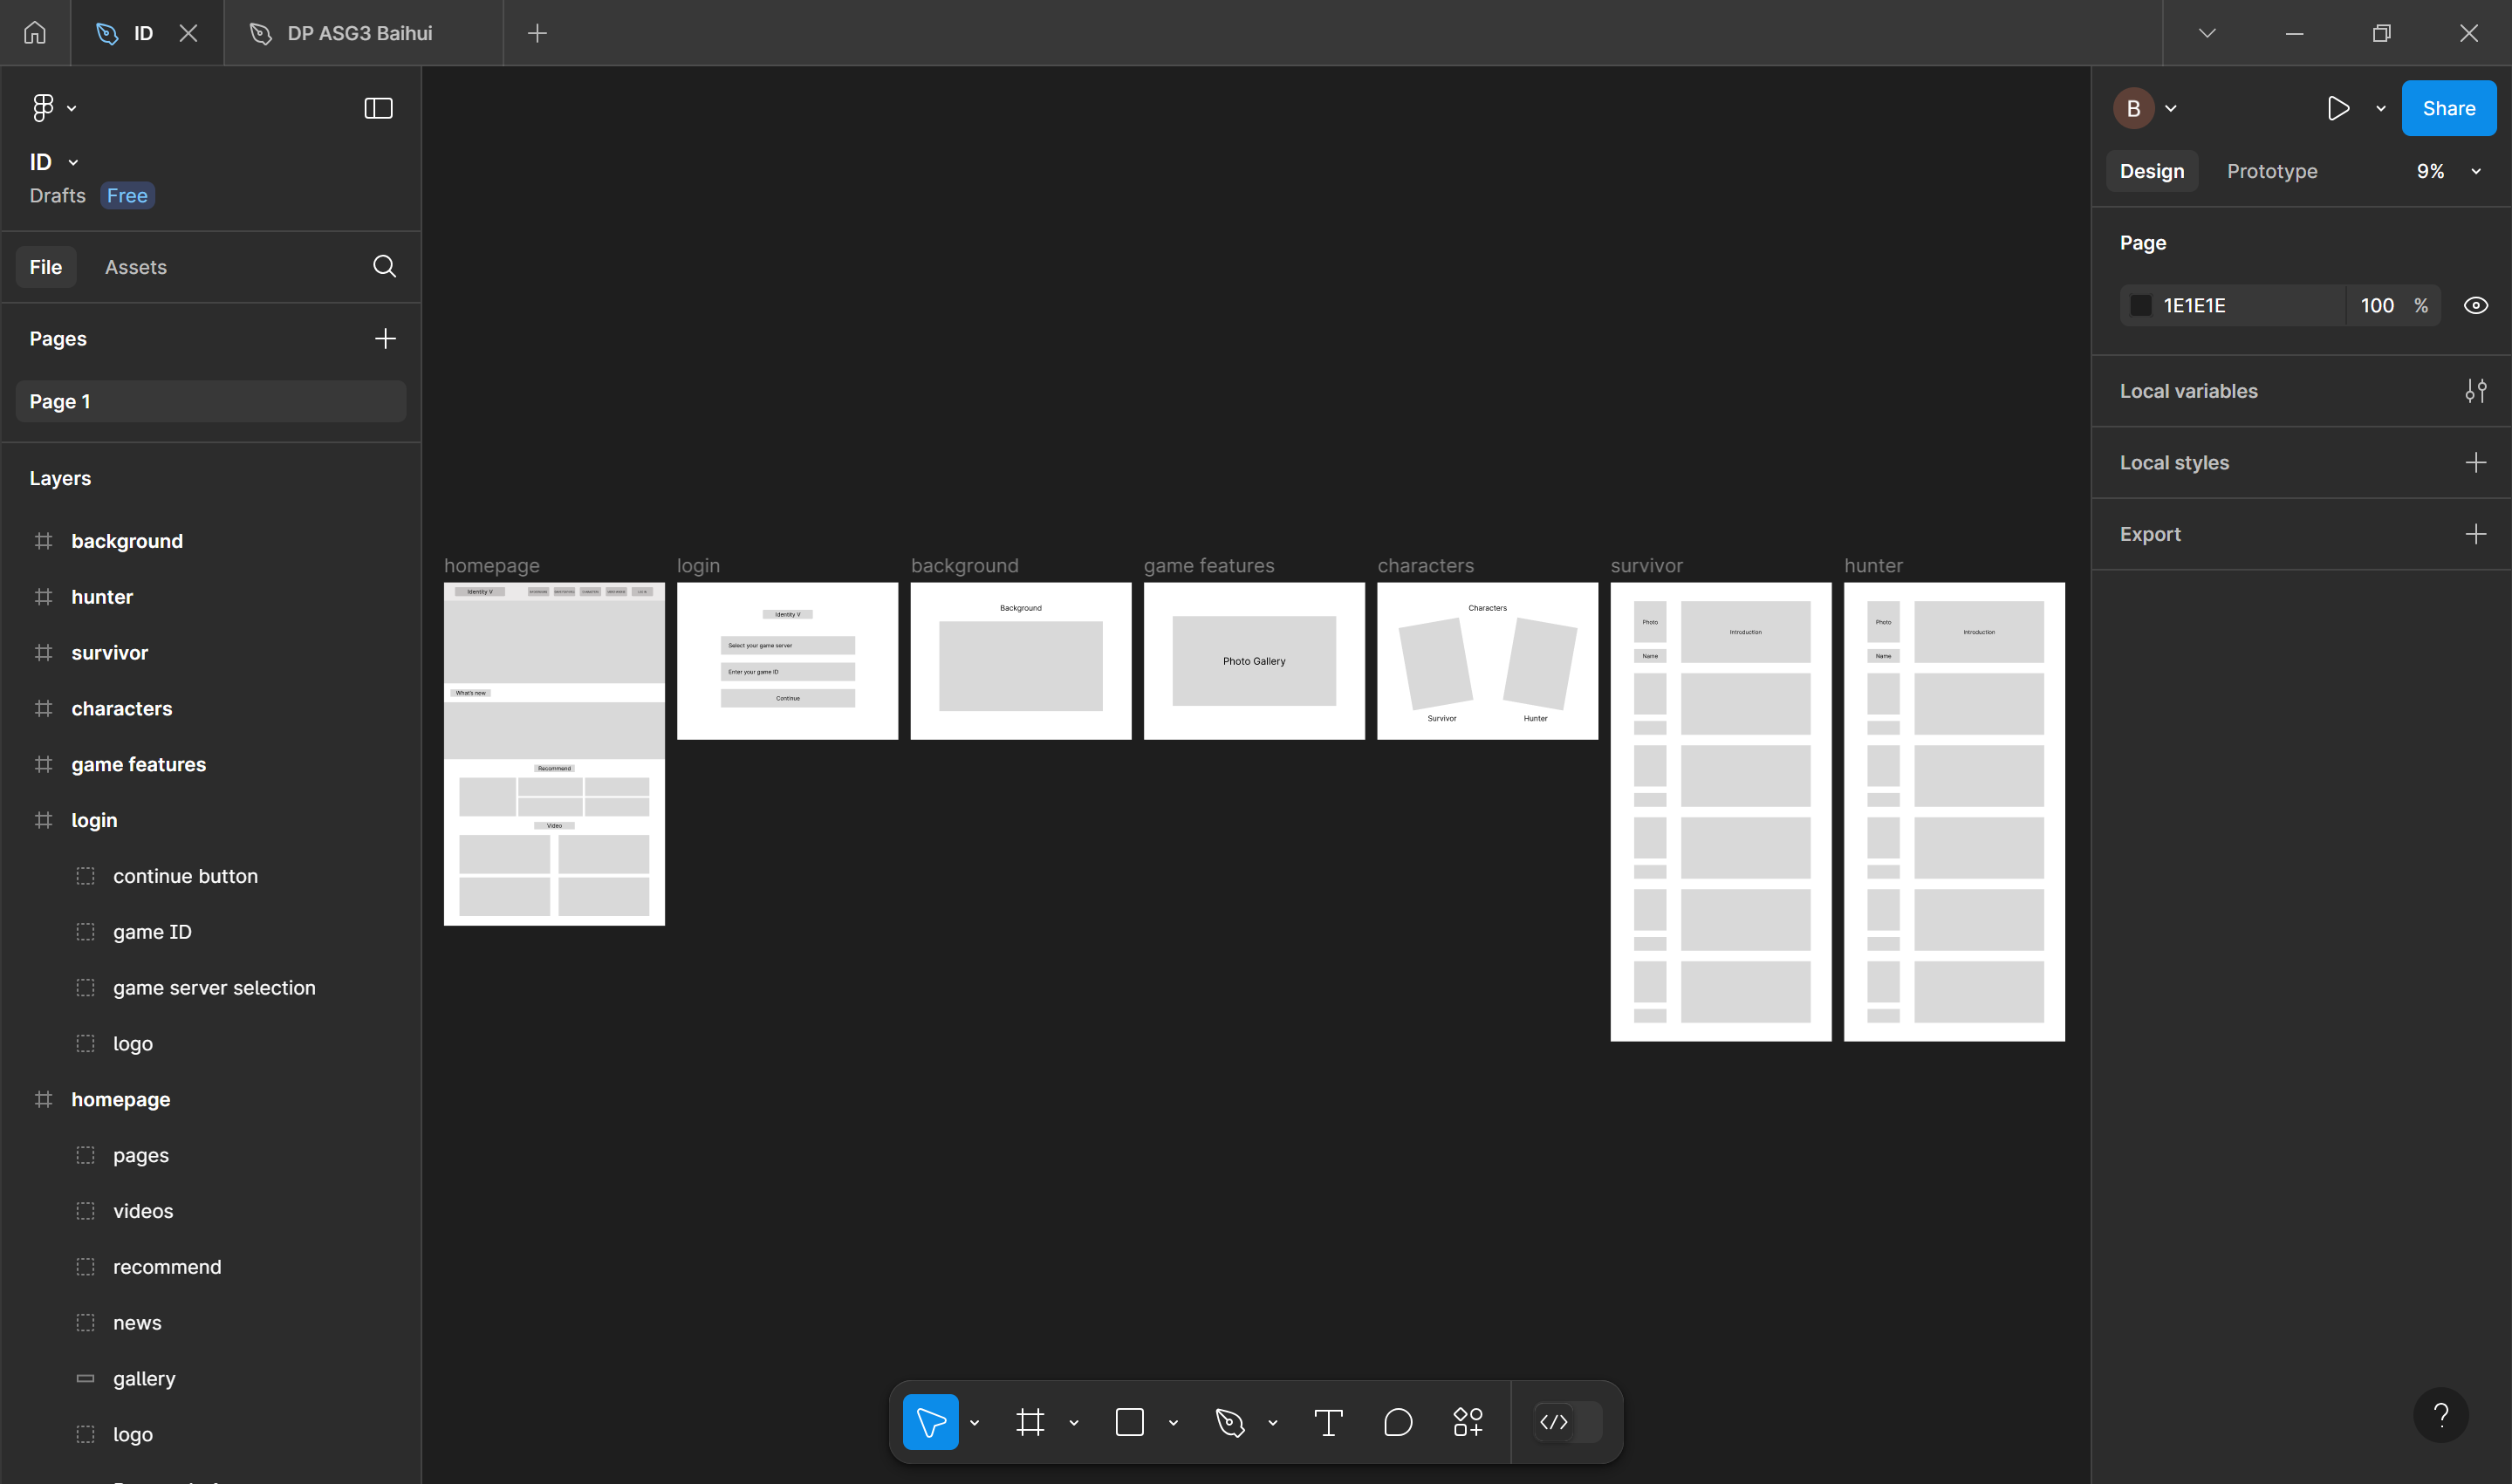 ID
DP ASG3 Baihui
ID
Drafts Free
File Assets
Pages
Page 1
Layers
background
hunter
survivor
characters
game features
login
continue button
game ID
game server selection
logo
homepage
pages
videos
recommend
news
gallery
logo
homepage
Identity V
What's new
Recommend
Video
login
Identity V
Select your game server
Enter your game ID
Continue
background
Background
game features
Photo Gallery
characters
Characters
Survivor Hunter
survivor
Photo
Introduction
Name
hunter
Photo
Introduction
Name
B
Share
Design Prototype 9%
Page
1E1E1E 100 %
Local variables
Local styles
Export
?